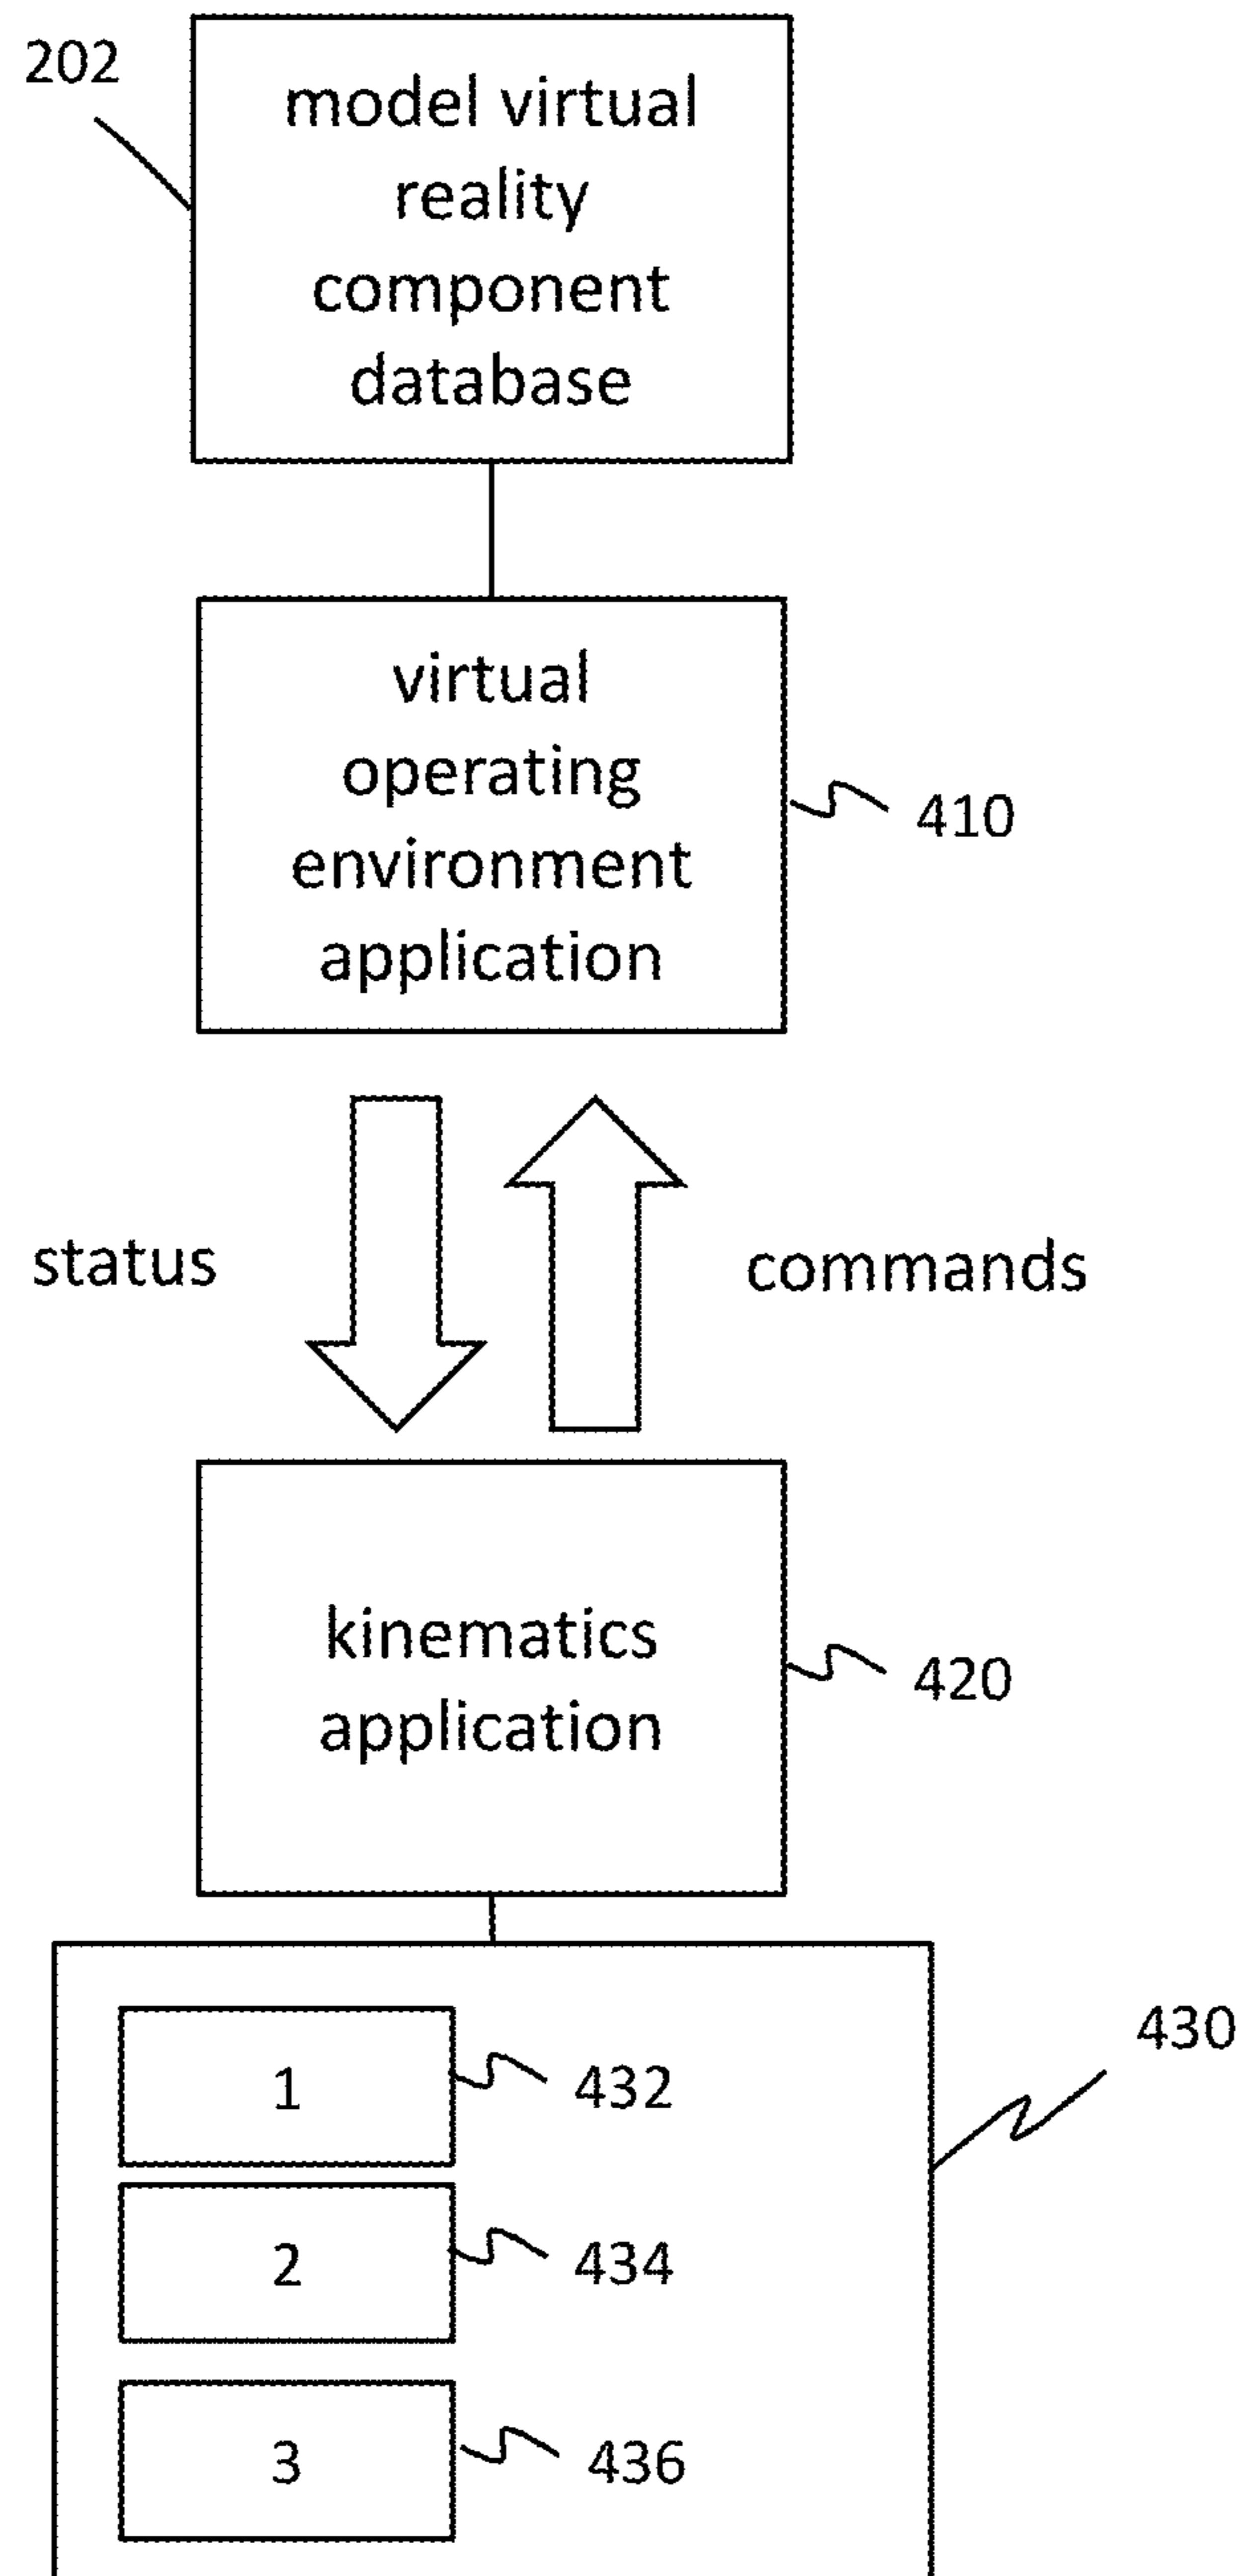 202
model virtual
reality
component
database
virtual
operating
environment
application
410
status
commands
kinematics
application
420
430
1
432
2
434
3
436